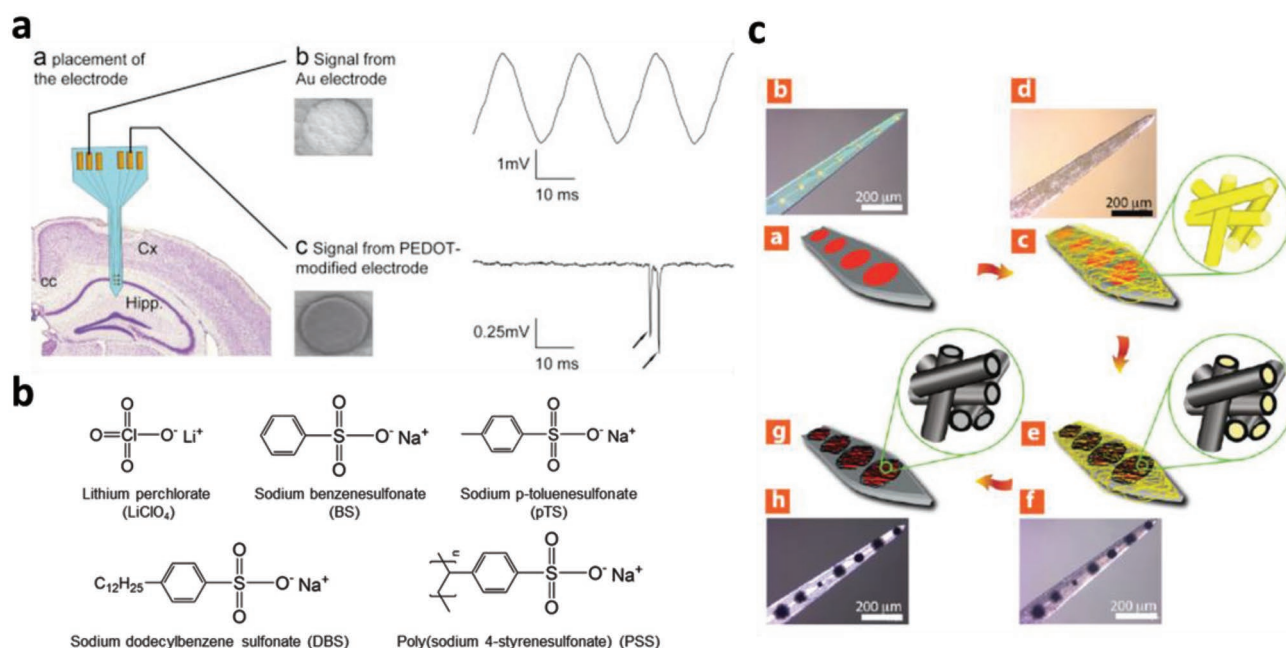 a
a placement of
the electrode
b Signal from
Au electrode
1mV
10 ms
Cx
cc
Hipp.
c Signal from PEDOT-
modified electrode
0.25mV
10 ms
b
O
O=Cl-O⁻ Li⁺
O
Lithium perchlorate
(LiClO₄)
O
S-O⁻ Na⁺
O
Sodium benzenesulfonate
(BS)
O
S-O⁻ Na⁺
O
Sodium p-toluenesulfonate
(pTS)
O
C₁₂H₂₅ S-O⁻ Na⁺
O
Sodium dodecylbenzene sulfonate (DBS)
n
O
S-O⁻ Na⁺
O
Poly(sodium 4-styrenesulfonate) (PSS)
c
b
200 µm
d
200 µm
a
c
g
e
h
200 µm
f
200 µm